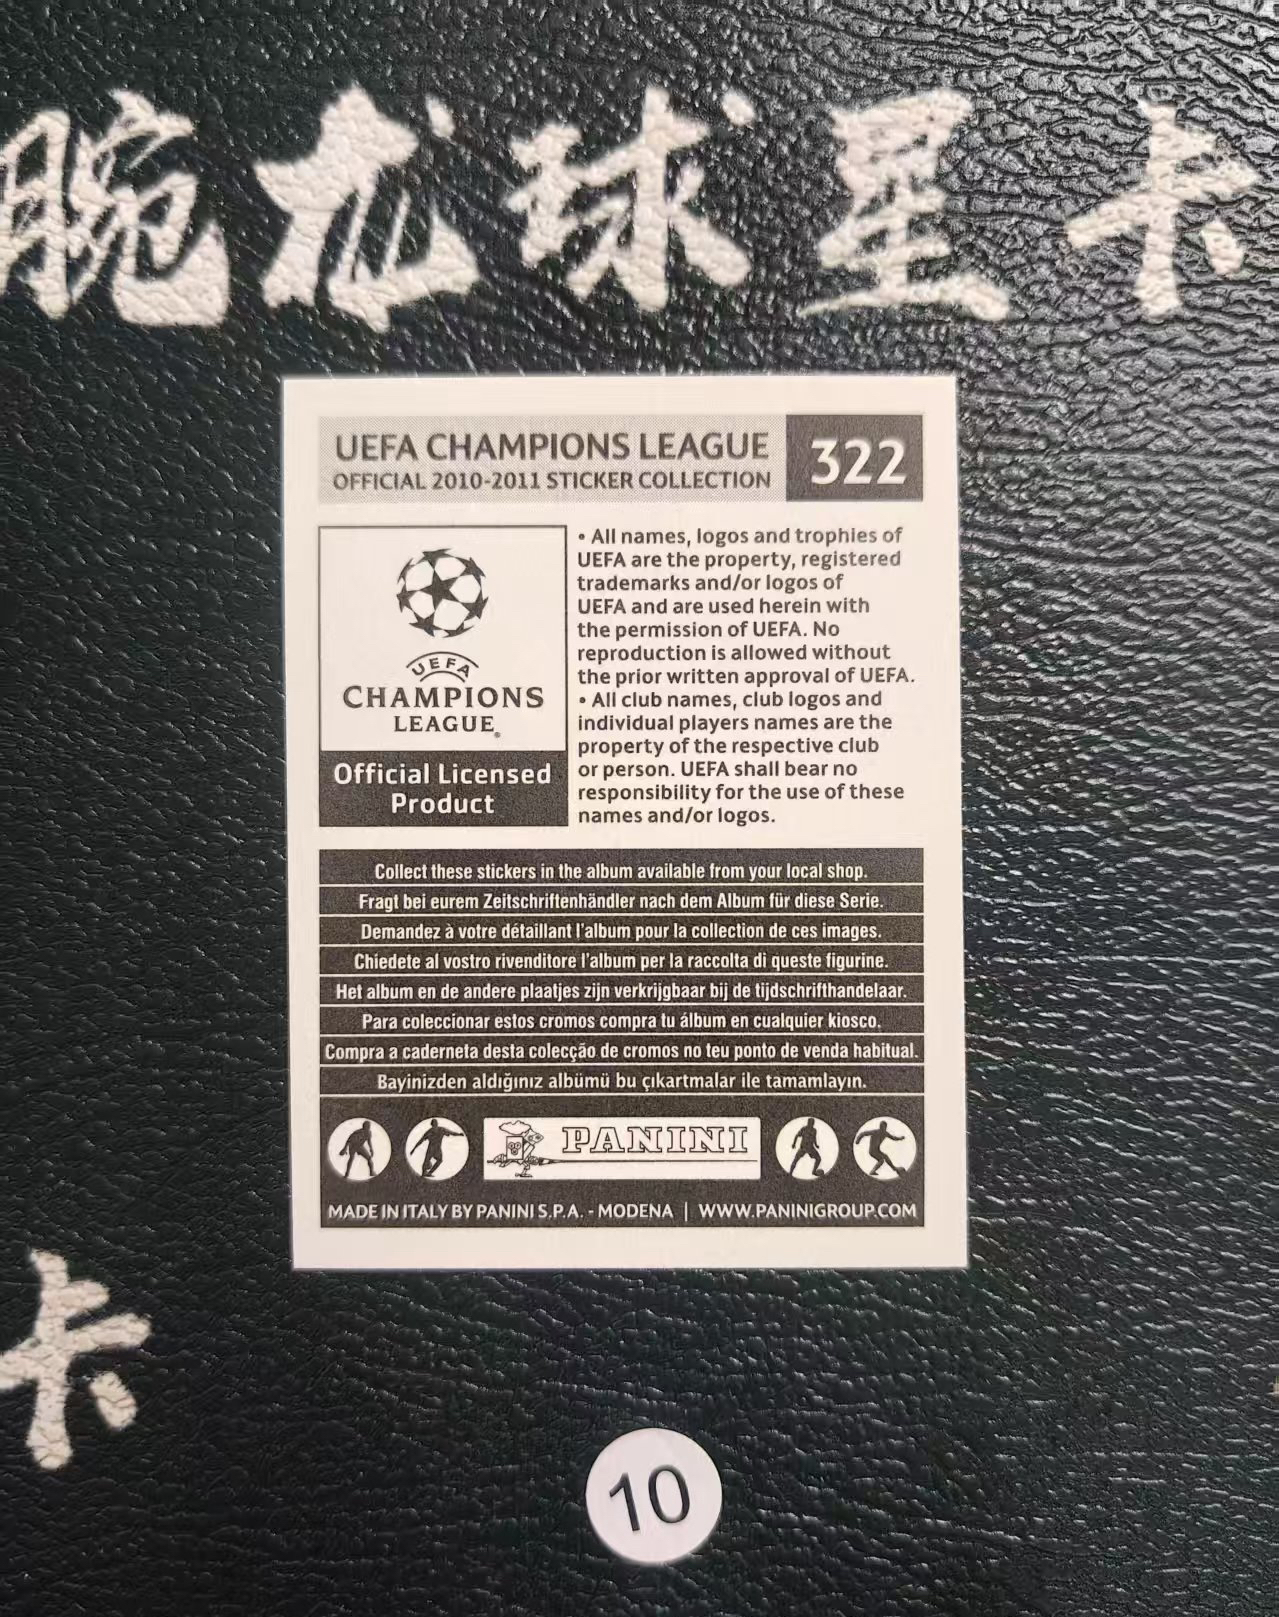 腕龙球星卡
UEFA CHAMPIONS LEAGUE
OFFICIAL 2010-2011 STICKER COLLECTION
322
UEFA
CHAMPIONS
LEAGUE®
Official Licensed
Product
• All names, logos and trophies of
UEFA are the property, registered
trademarks and/or logos of
UEFA and are used herein with
the permission of UEFA. No
reproduction is allowed without
the prior written approval of UEFA.
• All club names, club logos and
individual players names are the
property of the respective club
or person. UEFA shall bear no
responsibility for the use of these
names and/or logos.
Collect these stickers in the album available from your local shop.
Fragt bei eurem Zeitschriftenhändler nach dem Album für diese Serie.
Demandez à votre détaillant l'album pour la collection de ces images.
Chiedete al vostro rivenditore l'album per la raccolta di queste figurine.
Het album en de andere plaatjes zijn verkrijgbaar bij de tijdschrifthandelaar.
Para coleccionar estos cromos compra tu álbum en cualquier kiosco.
Compra a caderneta desta colecção de cromos no teu ponto de venda habitual.
Bayinizden aldığınız albümü bu çıkartmalar ile tamamlayın.
PANINI
MADE IN ITALY BY PANINI S.P.A. - MODENA | WWW.PANINIGROUP.COM
卡
10